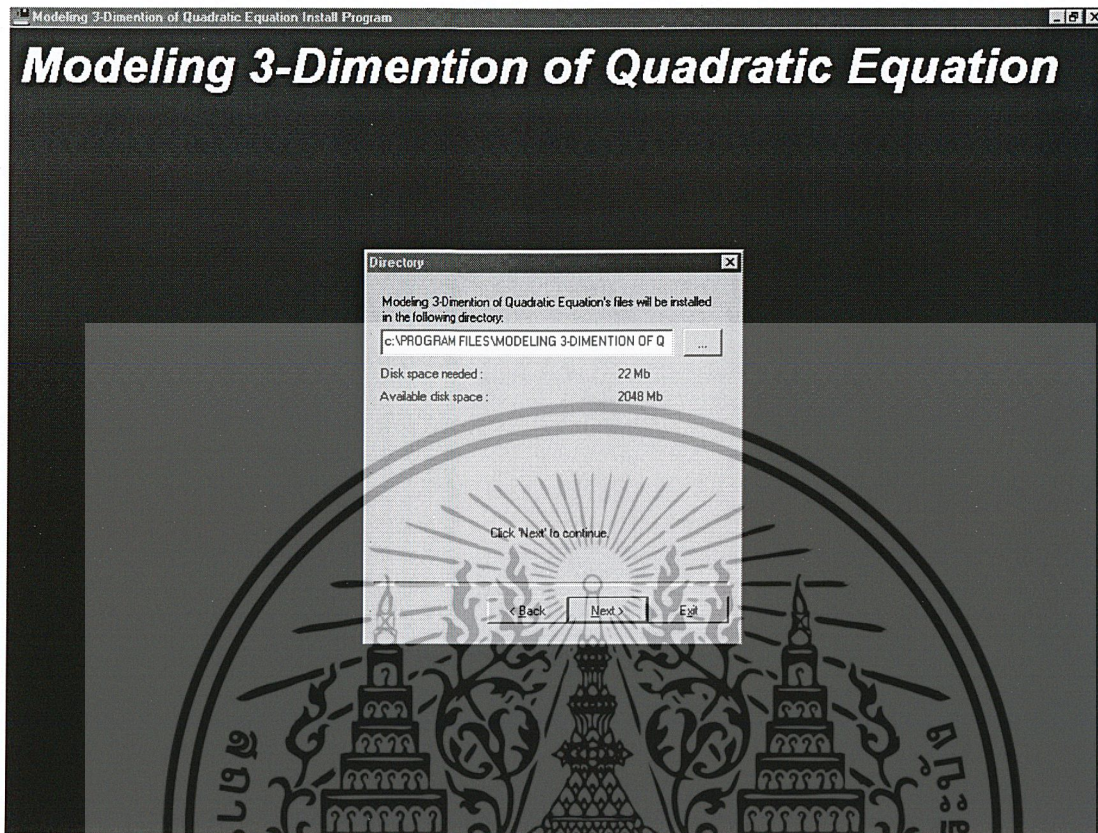 Modeling 3-Dimention of Quadratic Equation Install Program
Modeling 3-Dimention of Quadratic Equation
Directory
Modeling 3-Dimention of Quadratic Equation's files will be installed
in the following directory:
c:\PROGRAM FILES\MODELING 3-DIMENTION OF Q
...
Disk space needed :
22 Mb
Available disk space :
2048 Mb
Click 'Next' to continue.
< Back
Next >
Exit